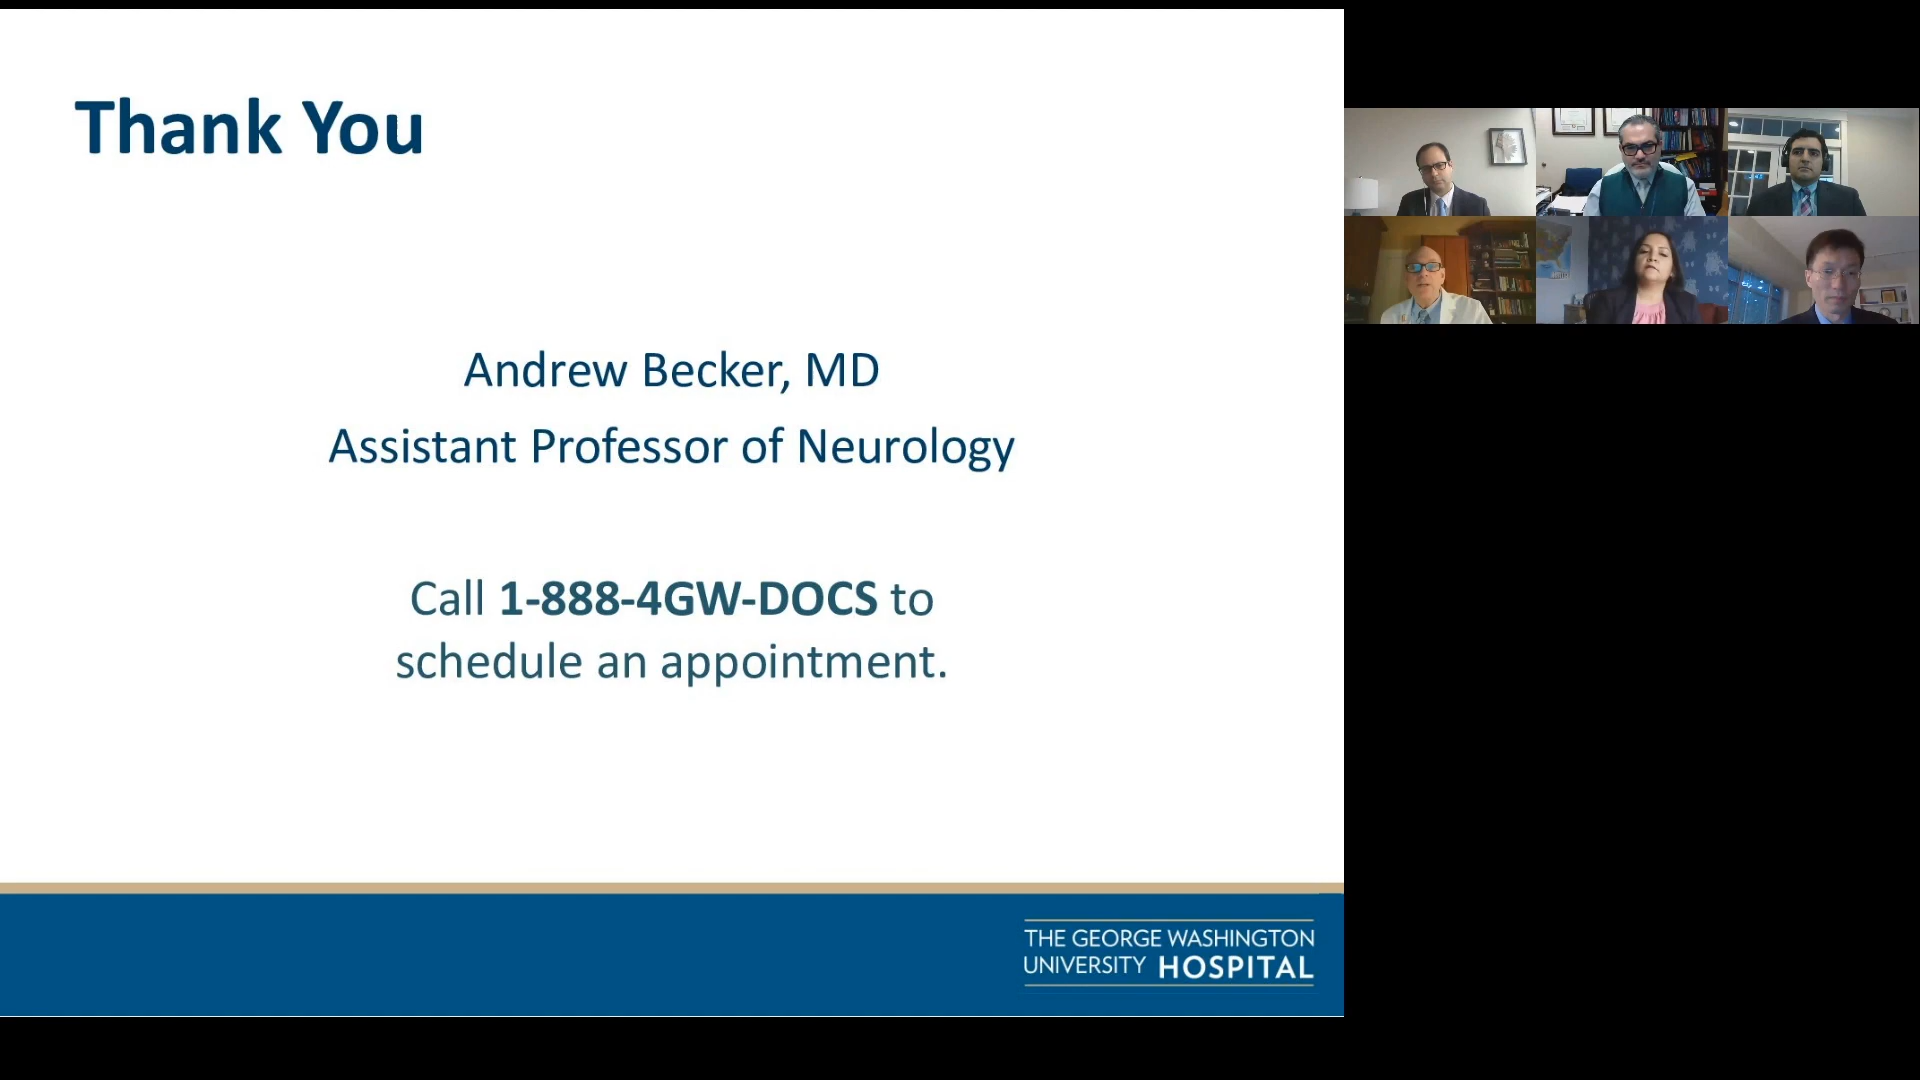 Thank You
Andrew Becker, MD
Assistant Professor of Neurology
Call 1-888-4GW-DOCS to
schedule an appointment.
THE GEORGE WASHINGTON
UNIVERSITY HOSPITAL